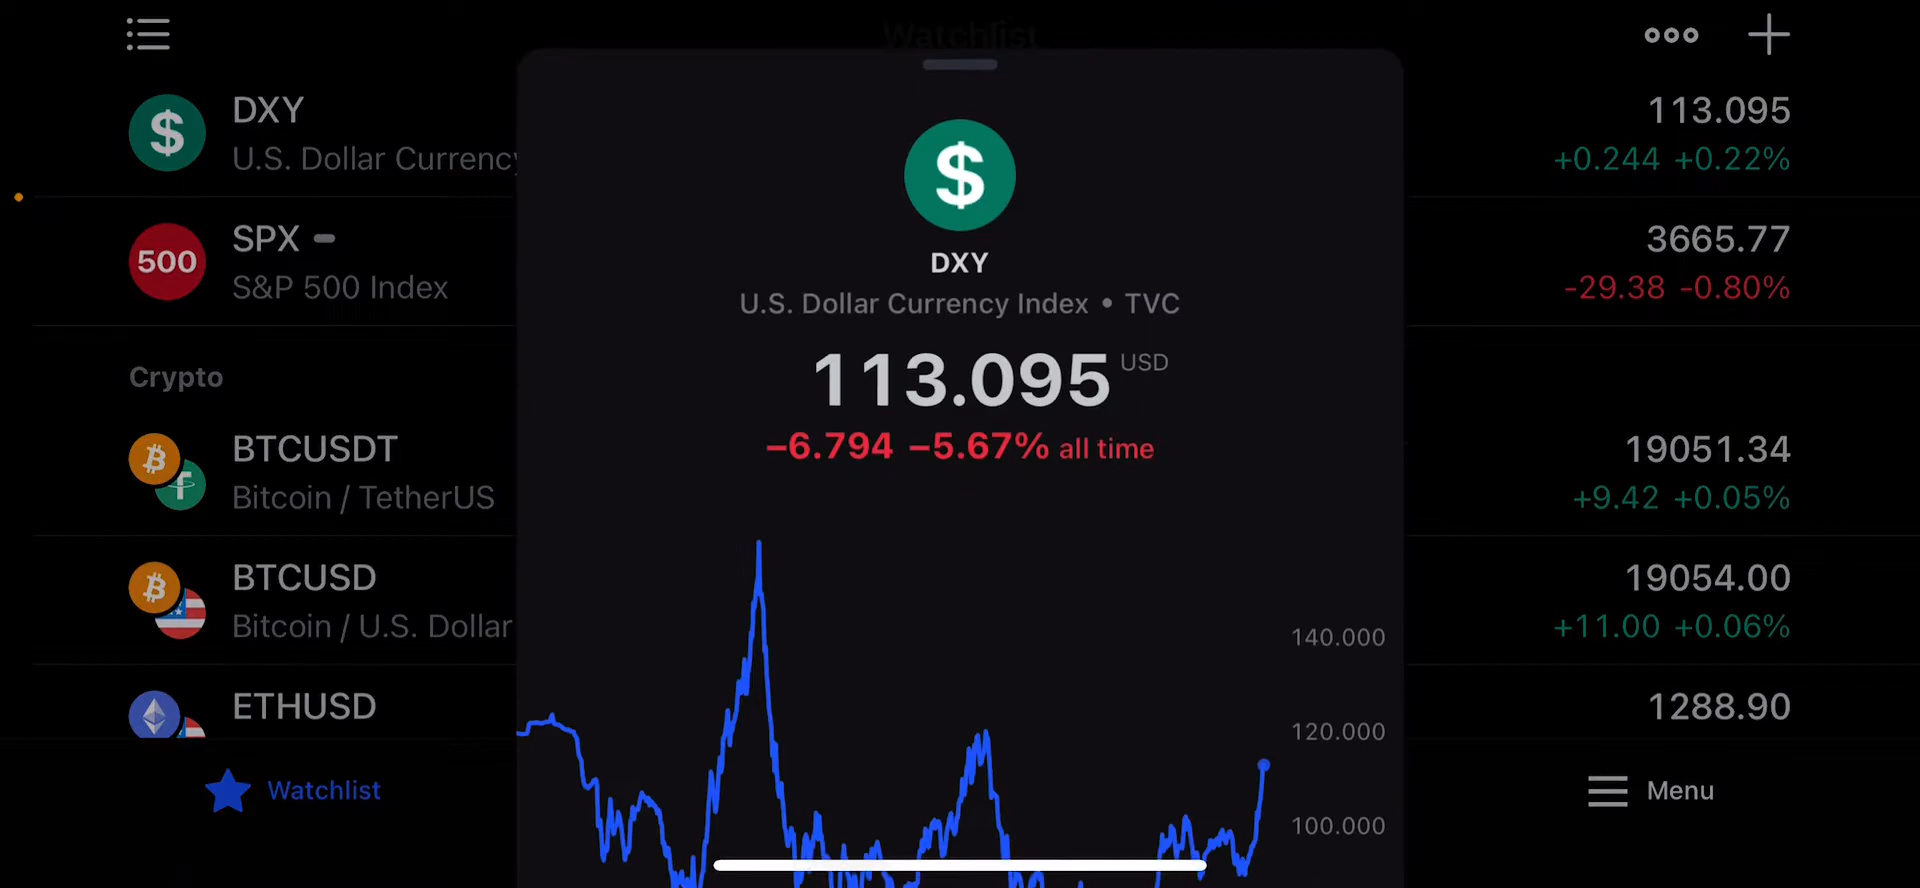 Watchlist
DXY
113.095
U.S. Dollar Currency
+0.244 +0.22%
SPX
3665.77
500
S&P 500 Index
-29.38 -0.80%
Crypto
BTCUSDT
19051.34
Bitcoin / TetherUS
+9.42 +0.05%
BTCUSD
19054.00
Bitcoin / U.S. Dollar
+11.00 +0.06%
ETHUSD
1288.90
$
DXY
U.S. Dollar Currency Index • TVC
113.095 USD
−6.794 −5.67% all time
140.000
120.000
100.000
Watchlist
Menu